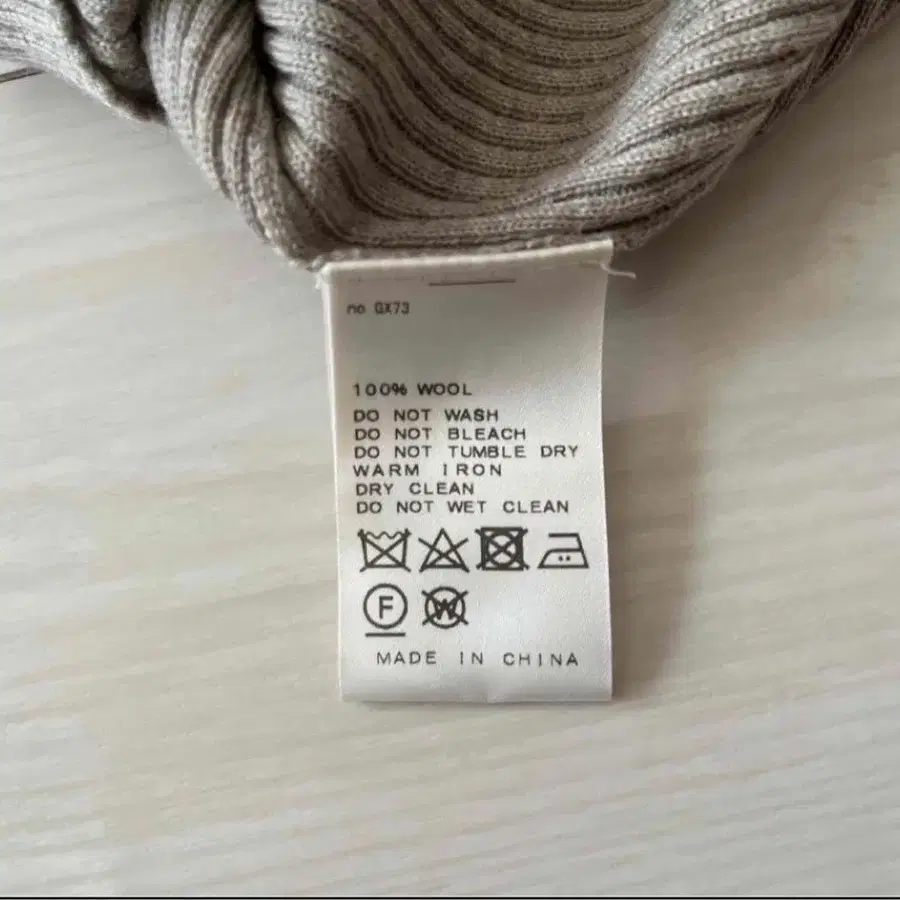 no GX73
100% WOOL
DO NOT WASH
DO NOT BLEACH
DO NOT TUMBLE DRY
WARM IRON
DRY CLEAN
DO NOT WET CLEAN
F W
MADE IN CHINA